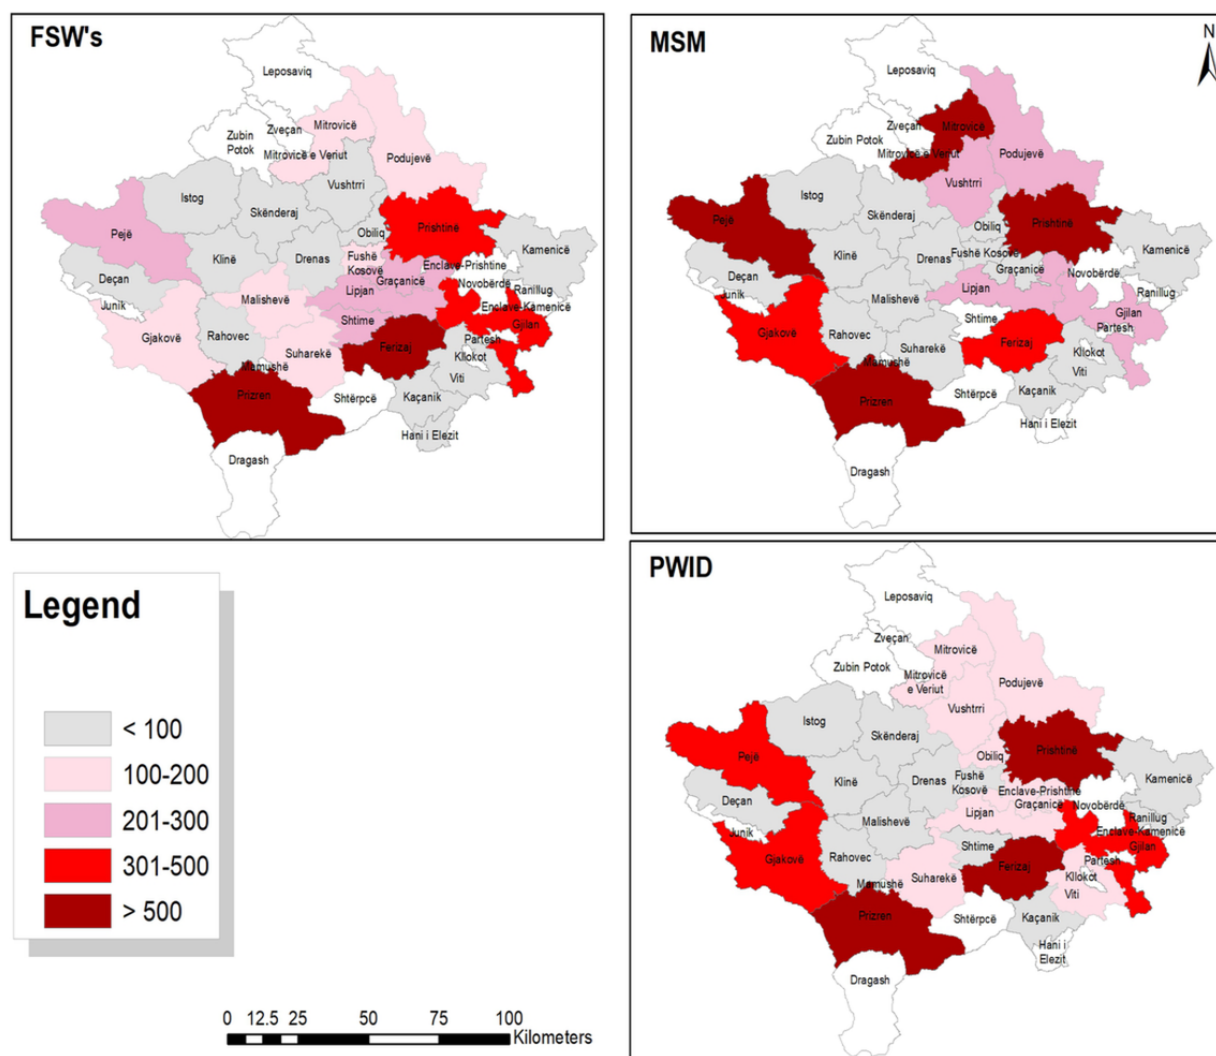 FSW's
Leposaviq
Zveçan
Mitrovicë
Zubin
Potok
Mitrovicë e Veriut
Podujevë
Vushtrri
Istog
Skënderaj
Pejë
Obiliq
Prishtinë
Kamenicë
Klinë
Drenas
Fushë
Kosovë
Enclave-Prishtine
Deçan
Graçanicë
Novobërdë
Ranillug
Junik
Malishevë
Lipjan
Enclave-Kamenicë
Gjilan
Gjakovë
Rahovec
Shtime
Suharekë
Ferizaj
Partesh
Kllokot
Mamushë
Viti
Prizren
Shtërpcë
Kaçanik
Hani i Elezit
Dragash
MSM
N
Leposaviq
Zveçan
Mitrovicë
Zubin Potok
Mitrovicë e Veriut
Podujevë
Vushtrri
Istog
Skënderaj
Pejë
Obiliq
Prishtinë
Kamenicë
Klinë
Drenas
Fushë Kosovë
Graçanicë
Novobërdë
Deçan
Junik
Lipjan
Ranillug
Malishevë
Gjilan
Shtime
Partesh
Gjakovë
Rahovec
Suharekë
Ferizaj
Kllokot
Mamushë
Viti
Prizren
Shtërpcë
Kaçanik
Hani i Elezit
Dragash
PWID
Leposaviq
Zveçan
Mitrovicë
Zubin Potok
Mitrovicë
e Veriut
Podujevë
Vushtrri
Istog
Skënderaj
Pejë
Obiliq
Prishtinë
Kamenicë
Klinë
Drenas
Fushë
Kosovë
Enclave-Prishtinë
Graçanicë
Novobërdë
Deçan
Lipjan
Ranillug
Malishevë
Enclave-Kamenicë
Junik
Shtime
Gjilan
Gjakovë
Rahovec
Partesh
Suharekë
Ferizaj
Kllokot
Mamushë
Viti
Prizren
Shtërpcë
Kaçanik
Hani i
Elezit
Dragash
Legend
< 100
100-200
201-300
301-500
> 500
0 12.5 25 50 75 100
Kilometers